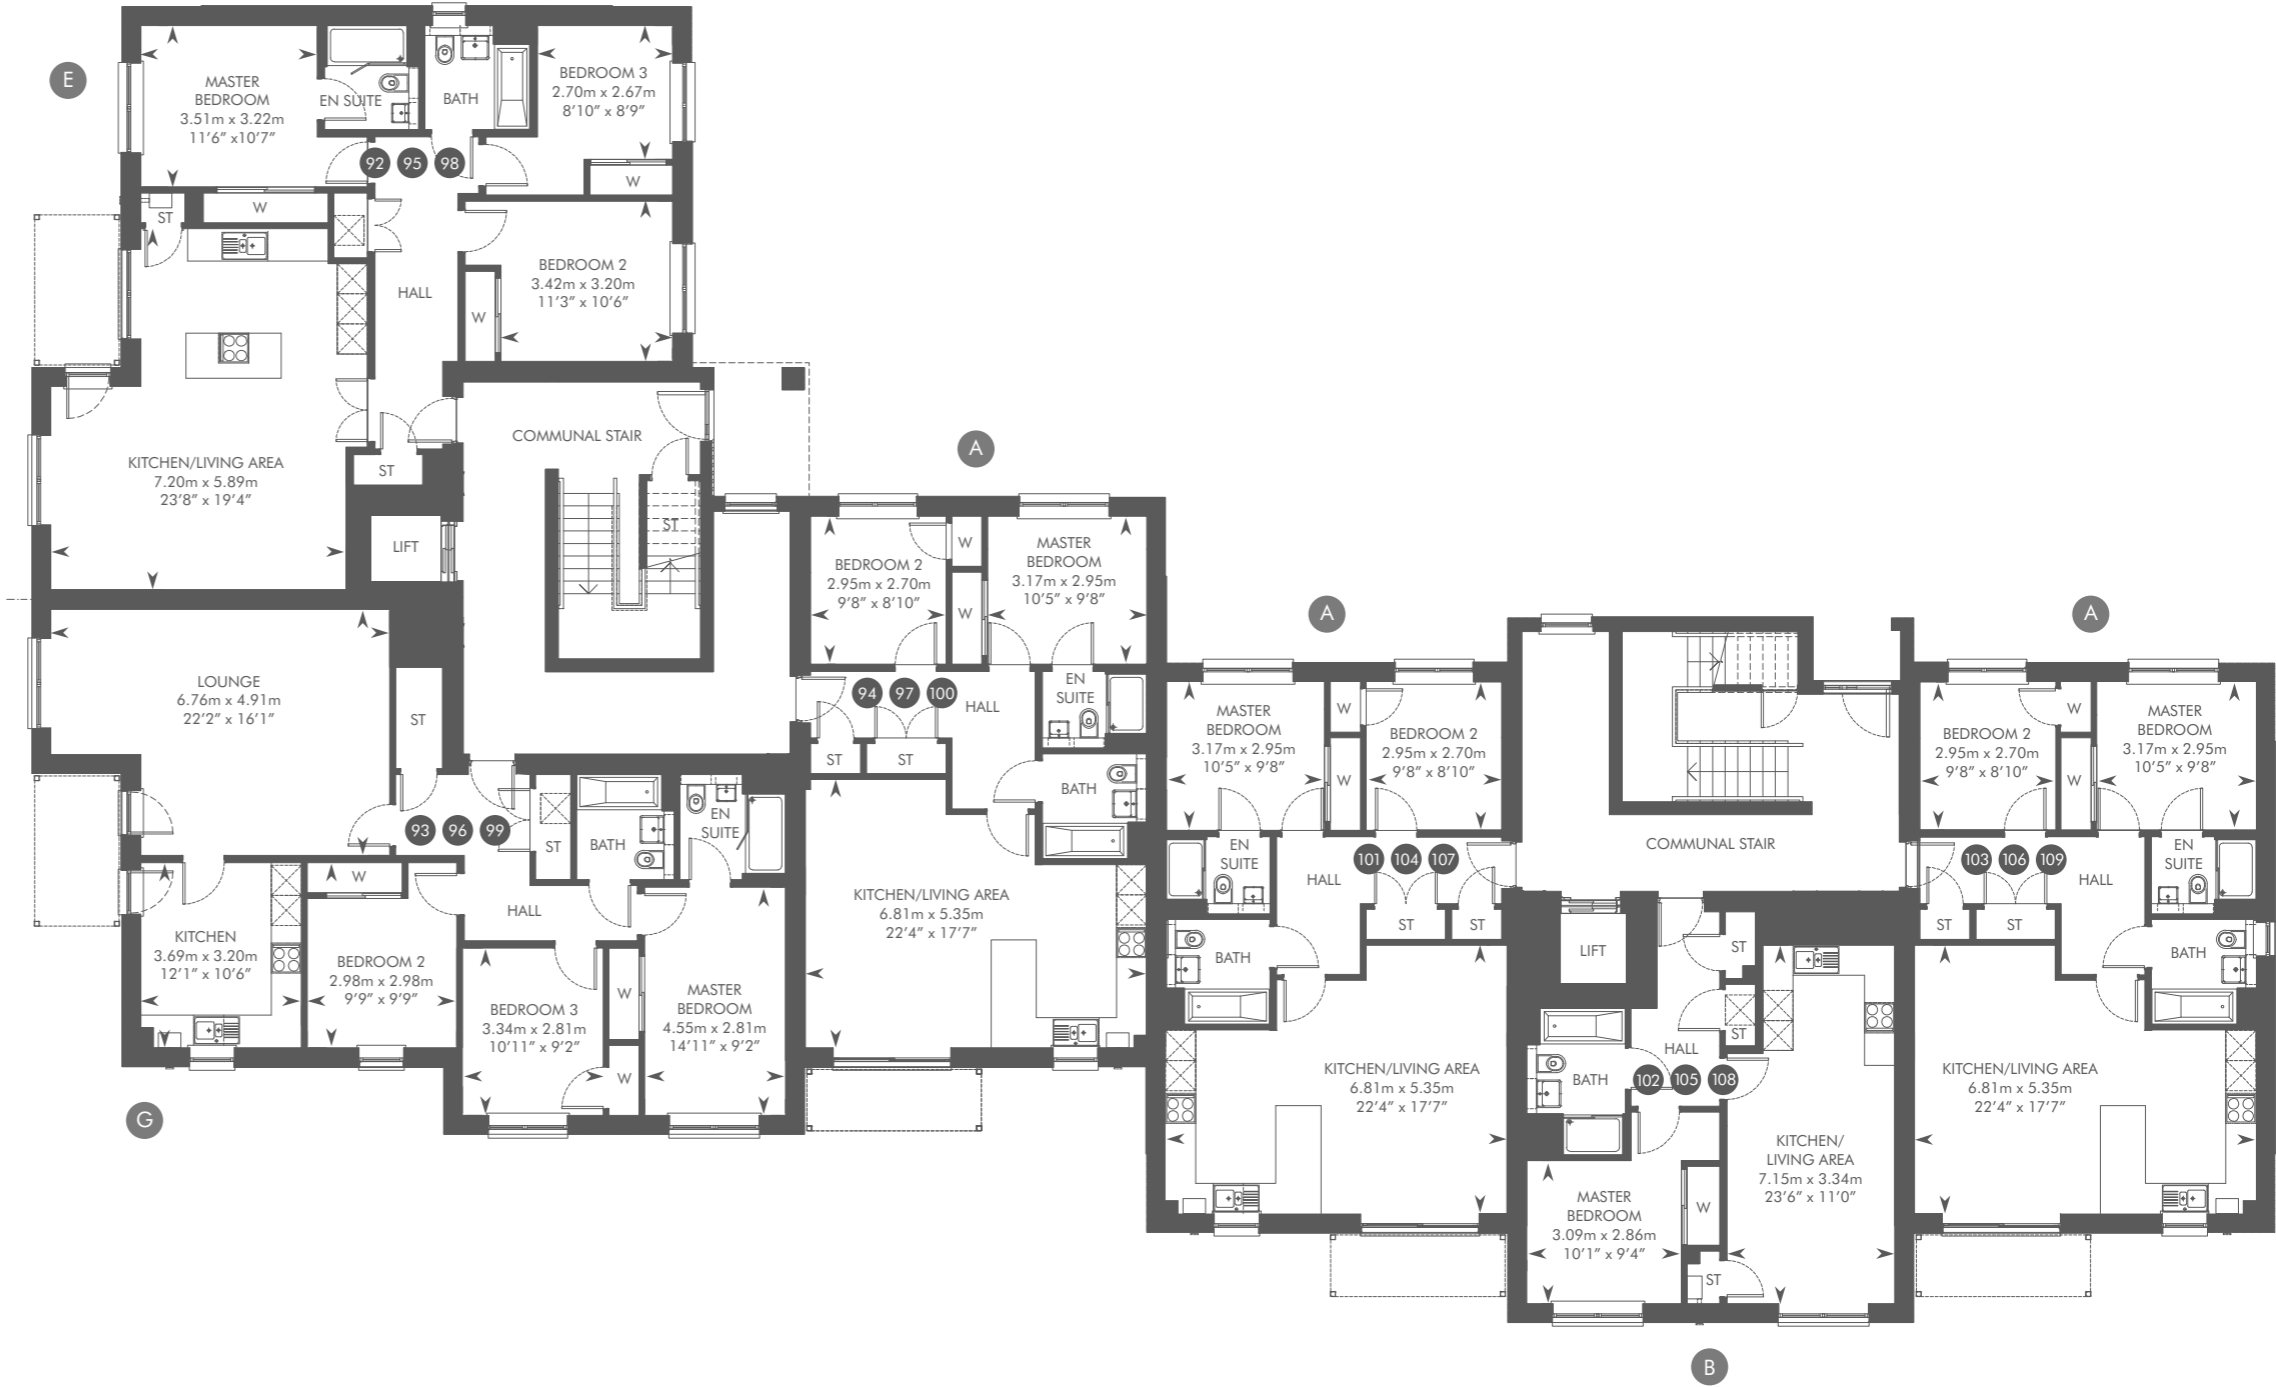 E
MASTER
BEDROOM
3.51m x 3.22m
11’6” x10’7”
EN SUITE
BATH
BEDROOM 3
2.70m x 2.67m
8’10” x 8’9”
W
92
95
98
ST
W
HALL
BEDROOM 2
3.42m x 3.20m
11’3” x 10’6”
W
KITCHEN/LIVING AREA
7.20m x 5.89m
23’8” x 19’4”
ST
LIFT
COMMUNAL STAIR
ST
LOUNGE
6.76m x 4.91m
22’2” x 16’1”
ST
93
96
99
ST
BATH
EN
SUITE
W
HALL
KITCHEN
3.69m x 3.20m
12’1” x 10’6”
BEDROOM 2
2.98m x 2.98m
9’9” x 9’9”
BEDROOM 3
3.34m x 2.81m
10’11” x 9’2”
W
W
MASTER
BEDROOM
4.55m x 2.81m
14’11” x 9’2”
G
A
BEDROOM 2
2.95m x 2.70m
9’8” x 8’10”
W
W
MASTER
BEDROOM
3.17m x 2.95m
10’5” x 9’8”
94
97
100
HALL
EN
SUITE
ST
ST
BATH
KITCHEN/LIVING AREA
6.81m x 5.35m
22’4” x 17’7”
A
MASTER
BEDROOM
3.17m x 2.95m
10’5” x 9’8”
W
W
BEDROOM 2
2.95m x 2.70m
9’8” x 8’10”
EN
SUITE
HALL
101
104
107
ST
ST
BATH
KITCHEN/LIVING AREA
6.81m x 5.35m
22’4” x 17’7”
COMMUNAL STAIR
LIFT
ST
ST
HALL
BATH
102
105
108
MASTER
BEDROOM
3.09m x 2.86m
10’1” x 9’4”
W
ST
KITCHEN/
LIVING AREA
7.15m x 3.34m
23’6” x 11’0”
B
A
BEDROOM 2
2.95m x 2.70m
9’8” x 8’10”
W
W
MASTER
BEDROOM
3.17m x 2.95m
10’5” x 9’8”
103
106
109
HALL
EN
SUITE
ST
ST
BATH
KITCHEN/LIVING AREA
6.81m x 5.35m
22’4” x 17’7”